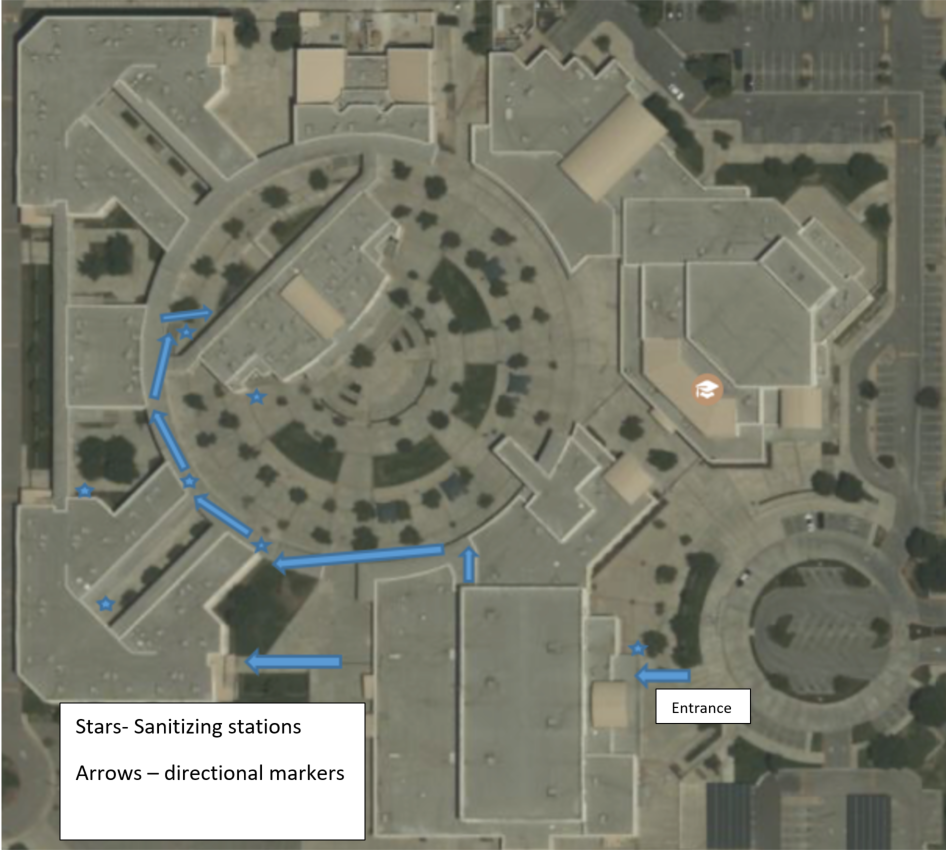 Entrance
Stars- Sanitizing stations
Arrows – directional markers